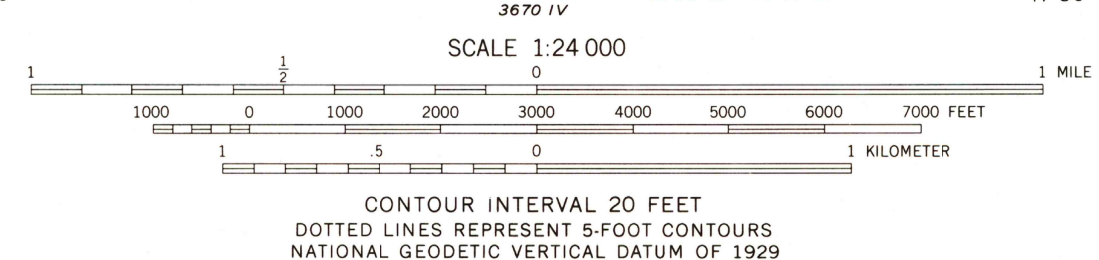 3670 IV
SCALE 1:24 000
1 1/2 0 1 MILE
1000 0 1000 2000 3000 4000 5000 6000 7000 FEET
1 .5 0 1 KILOMETER
CONTOUR INTERVAL 20 FEET
DOTTED LINES REPRESENT 5-FOOT CONTOURS
NATIONAL GEODETIC VERTICAL DATUM OF 1929